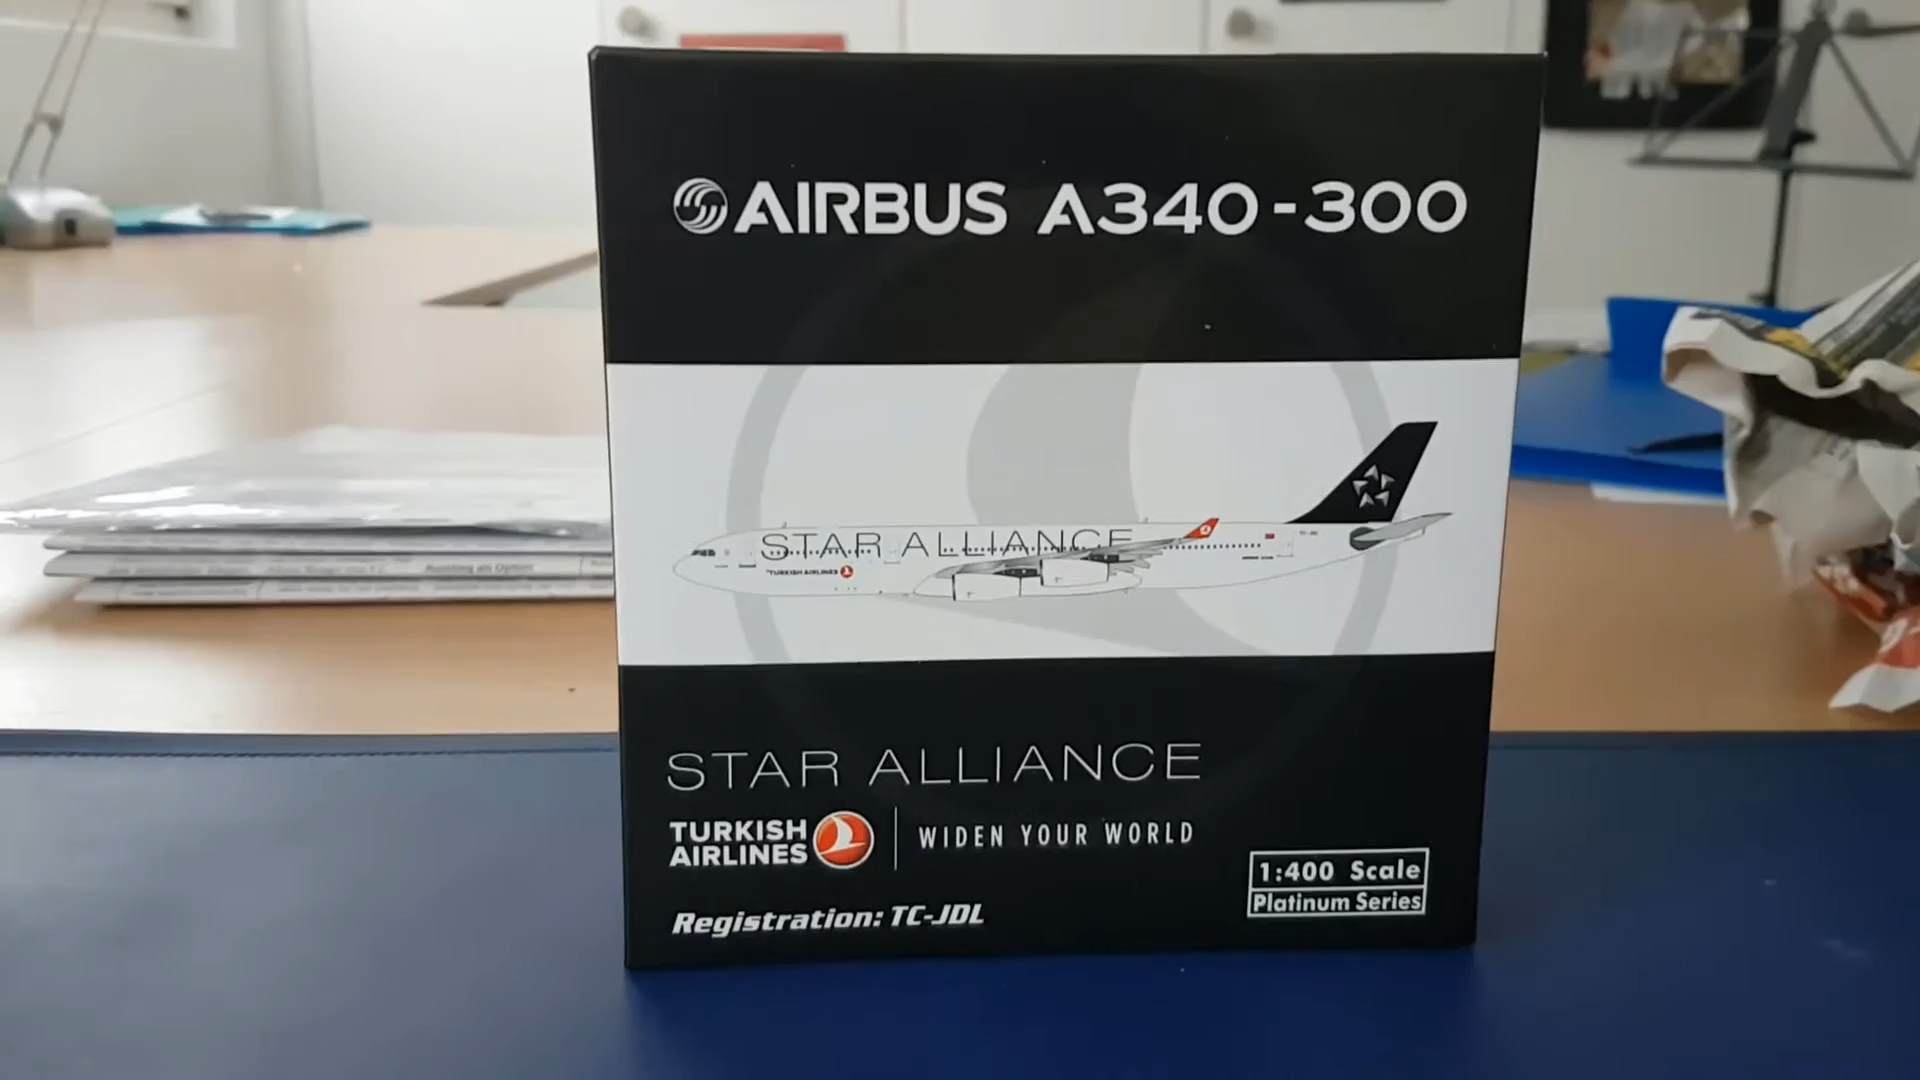 AIRBUS A340-300
STAR ALLIANCE
TURKISH AIRLINES
STAR ALLIANCE
TURKISH
AIRLINES
WIDEN YOUR WORLD
1:400 Scale
Platinum Series
Registration: TC-JDL